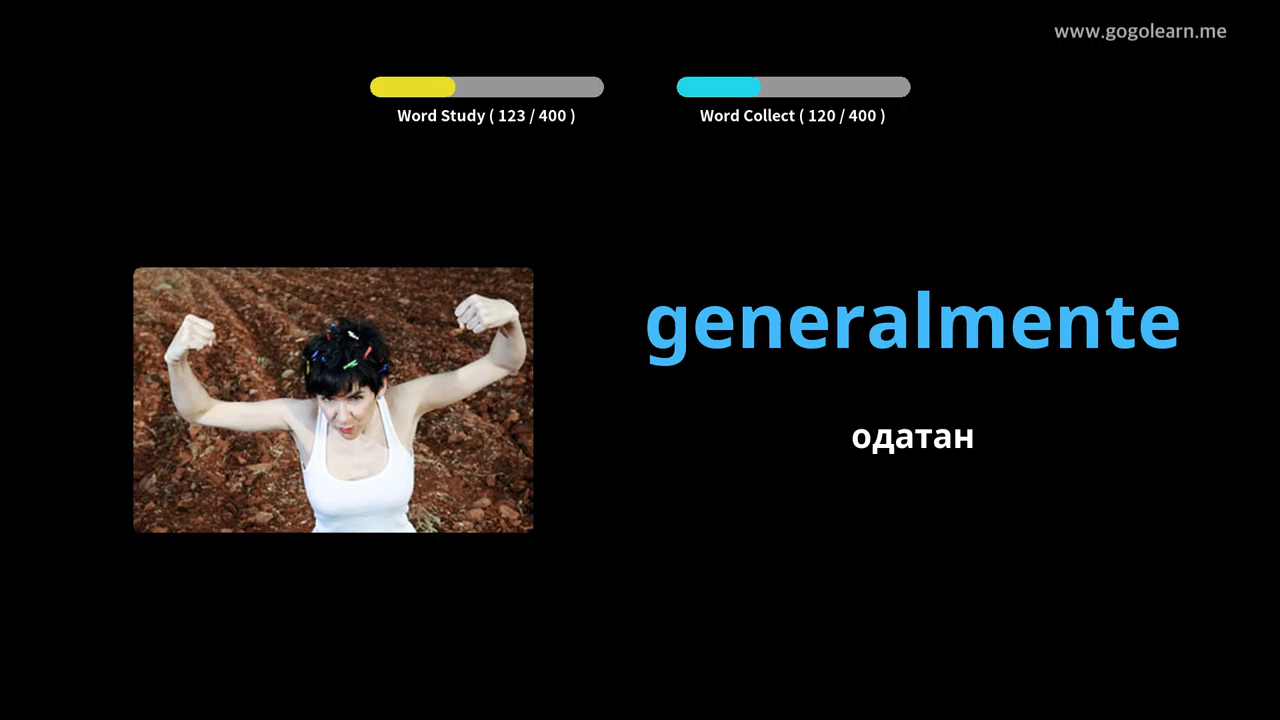 www.gogolearn.me
Word Study ( 123 / 400 )
Word Collect ( 120 / 400 )
generalmente
одатан